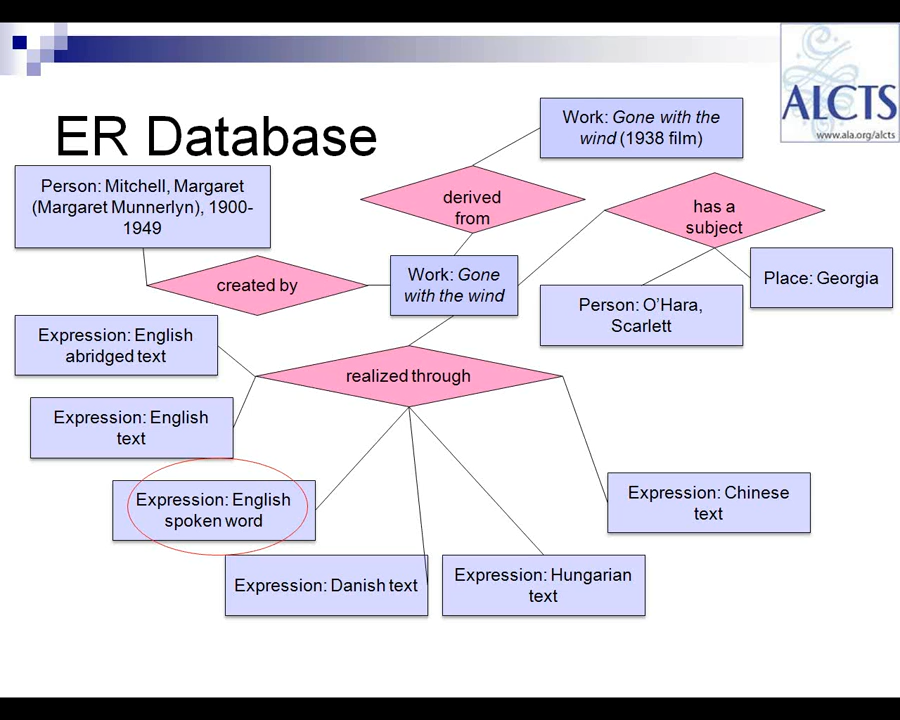 ALCTS
www.ala.org/alcts
ER Database
Work: Gone with the
wind (1938 film)
Person: Mitchell, Margaret
(Margaret Munnerlyn), 1900-
1949
derived
from
has a
subject
created by
Work: Gone
with the wind
Place: Georgia
Person: O’Hara,
Scarlett
Expression: English
abridged text
realized through
Expression: English
text
Expression: English
spoken word
Expression: Chinese
text
Expression: Danish text
Expression: Hungarian
text